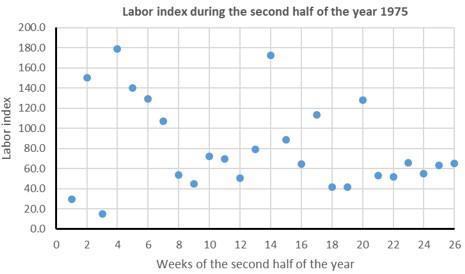 Labor index during the second half of the year 1975
200.0
180.0
160.0
140.0
120.0
100.0
80.0
60.0
40.0
20.0
0.0
Labor index
0 2 4 6 8 10 12 14 16 18 20 22 24 26
Weeks of the second half of the year